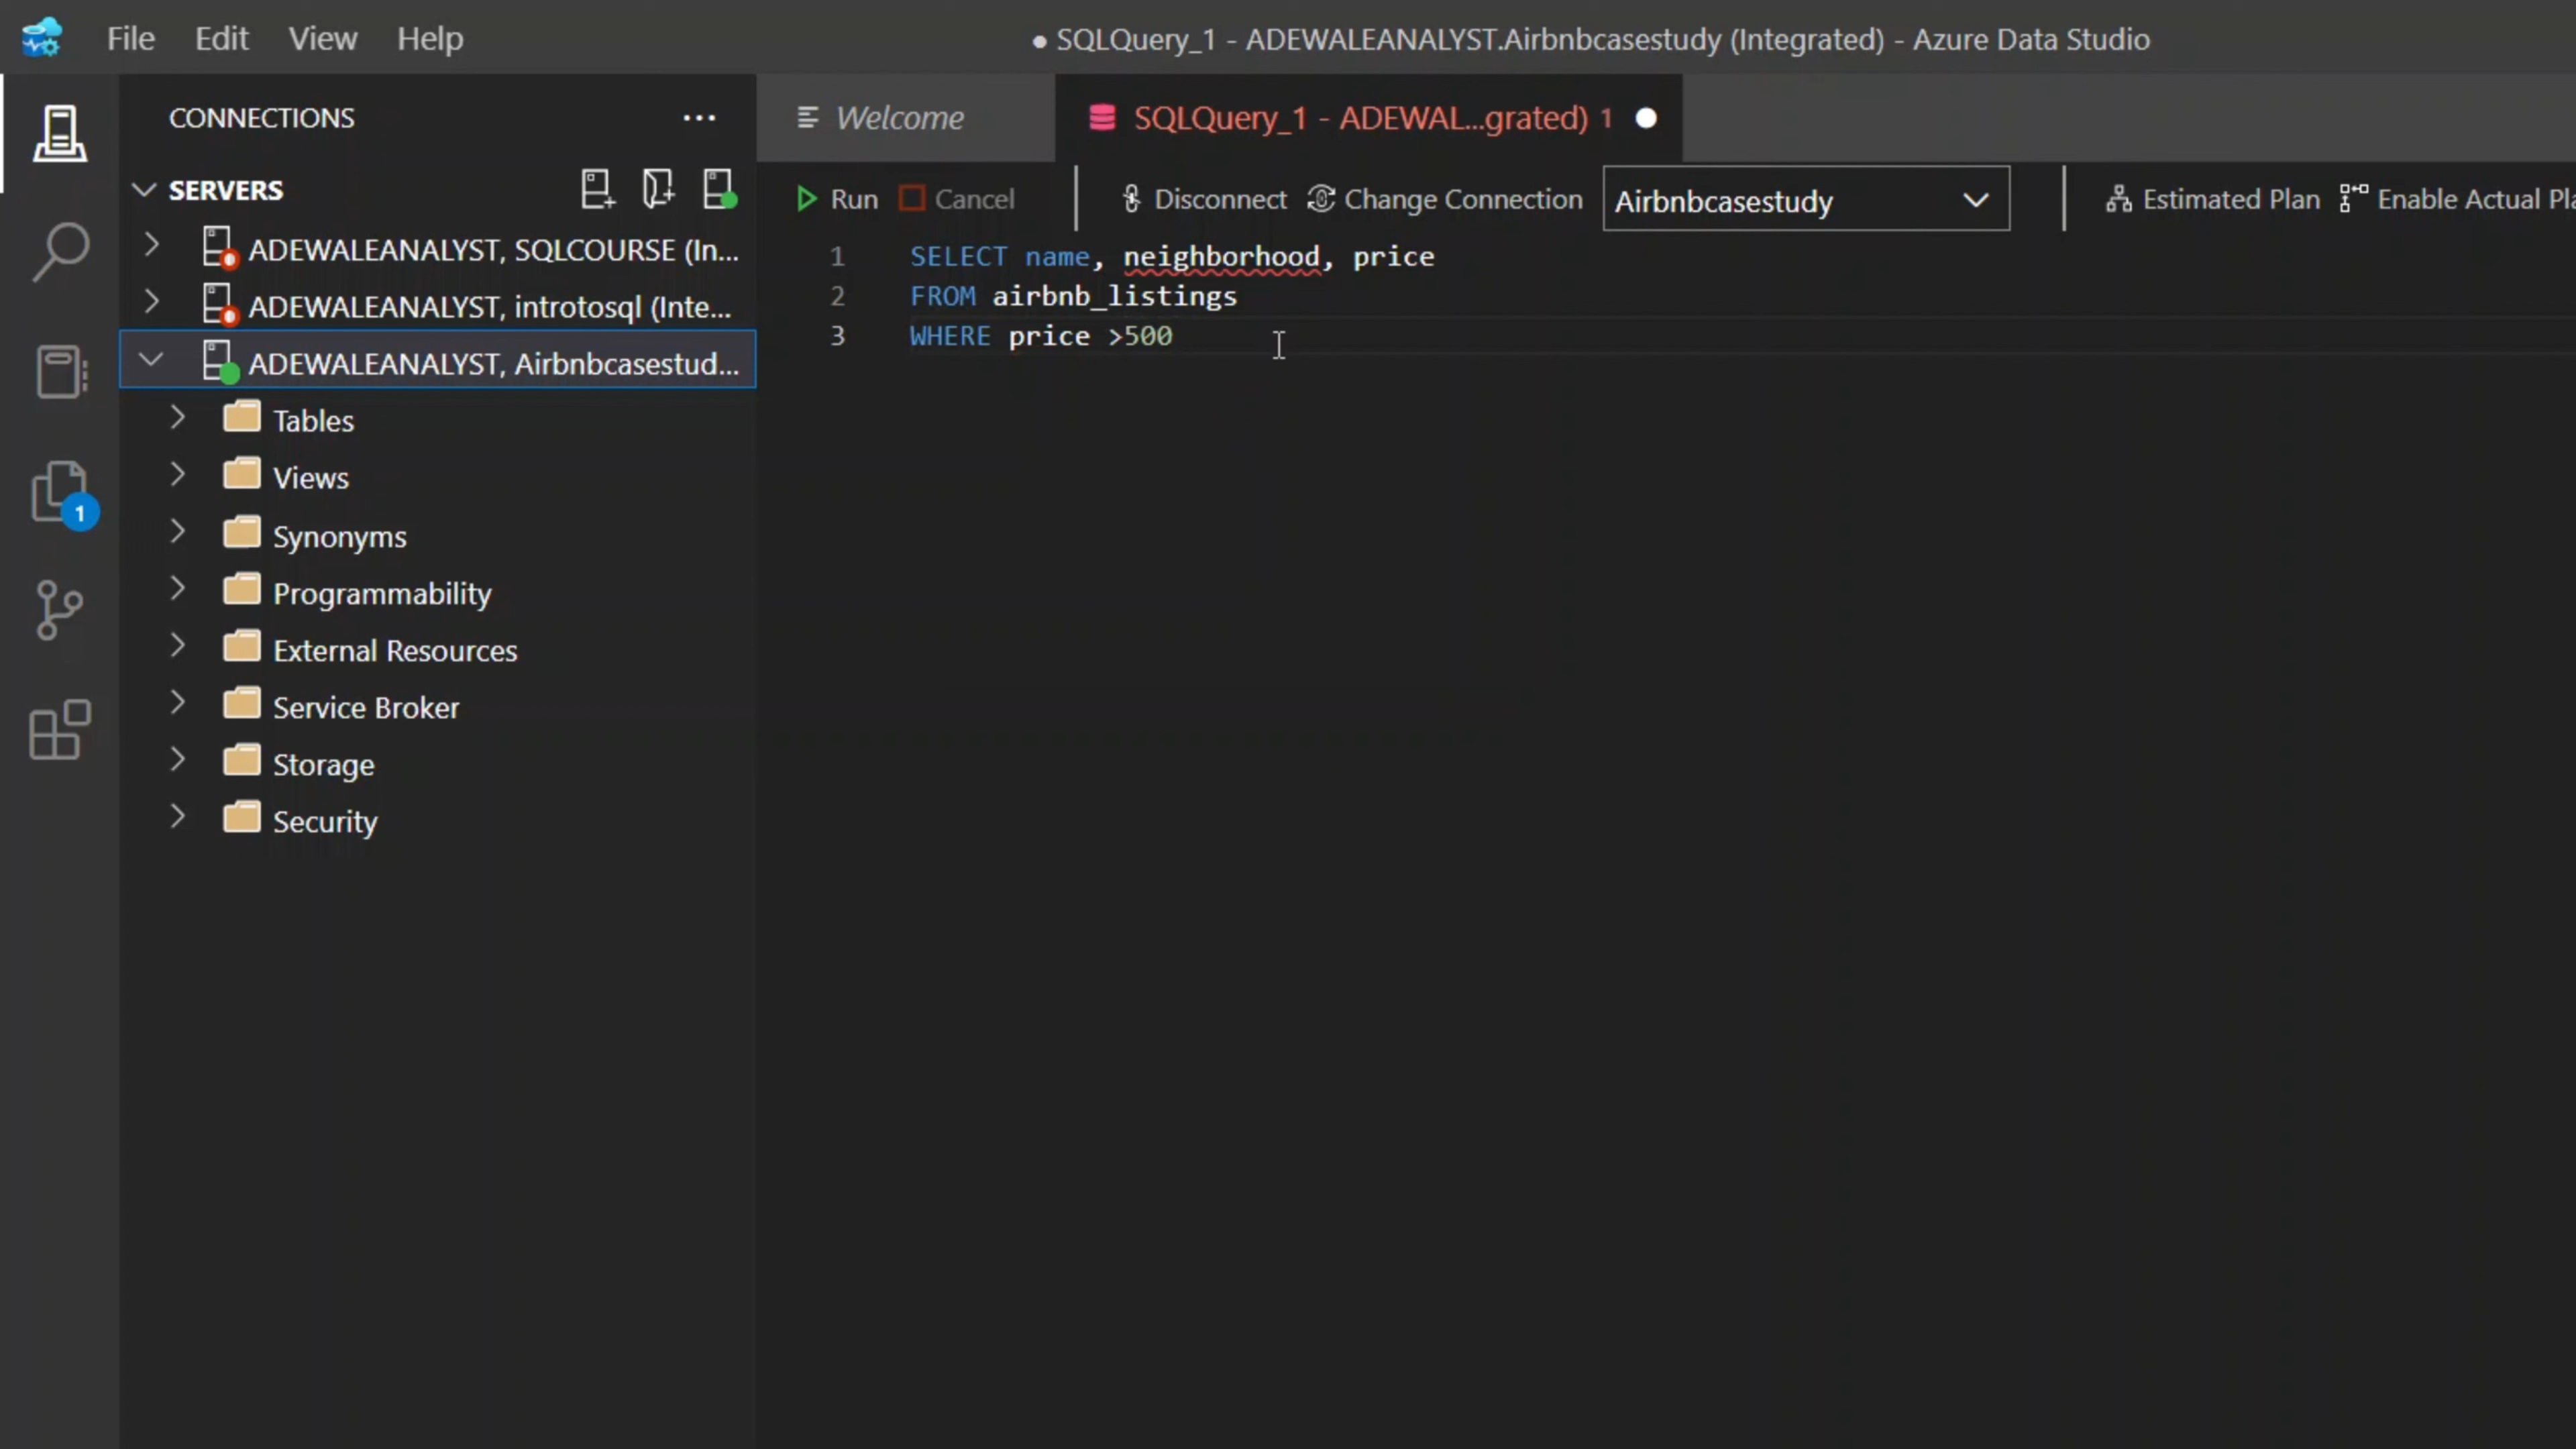 File Edit View Help
● SQLQuery_1 - ADEWALEANALYST.Airbnbcasestudy (Integrated) - Azure Data Studio
CONNECTIONS ...
Welcome
SQLQuery_1 - ADEWAL...grated) 1
SERVERS
Run Cancel Disconnect Change Connection Airbnbcasestudy Estimated Plan Enable Actual Pla
ADEWALEANALYST, SQLCOURSE (In...
ADEWALEANALYST, introtosql (Inte...
ADEWALEANALYST, Airbnbcasestud...
Tables
Views
Synonyms
Programmability
External Resources
Service Broker
Storage
Security
1
1 SELECT name, neighborhood, price
2 FROM airbnb_listings
3 WHERE price >500